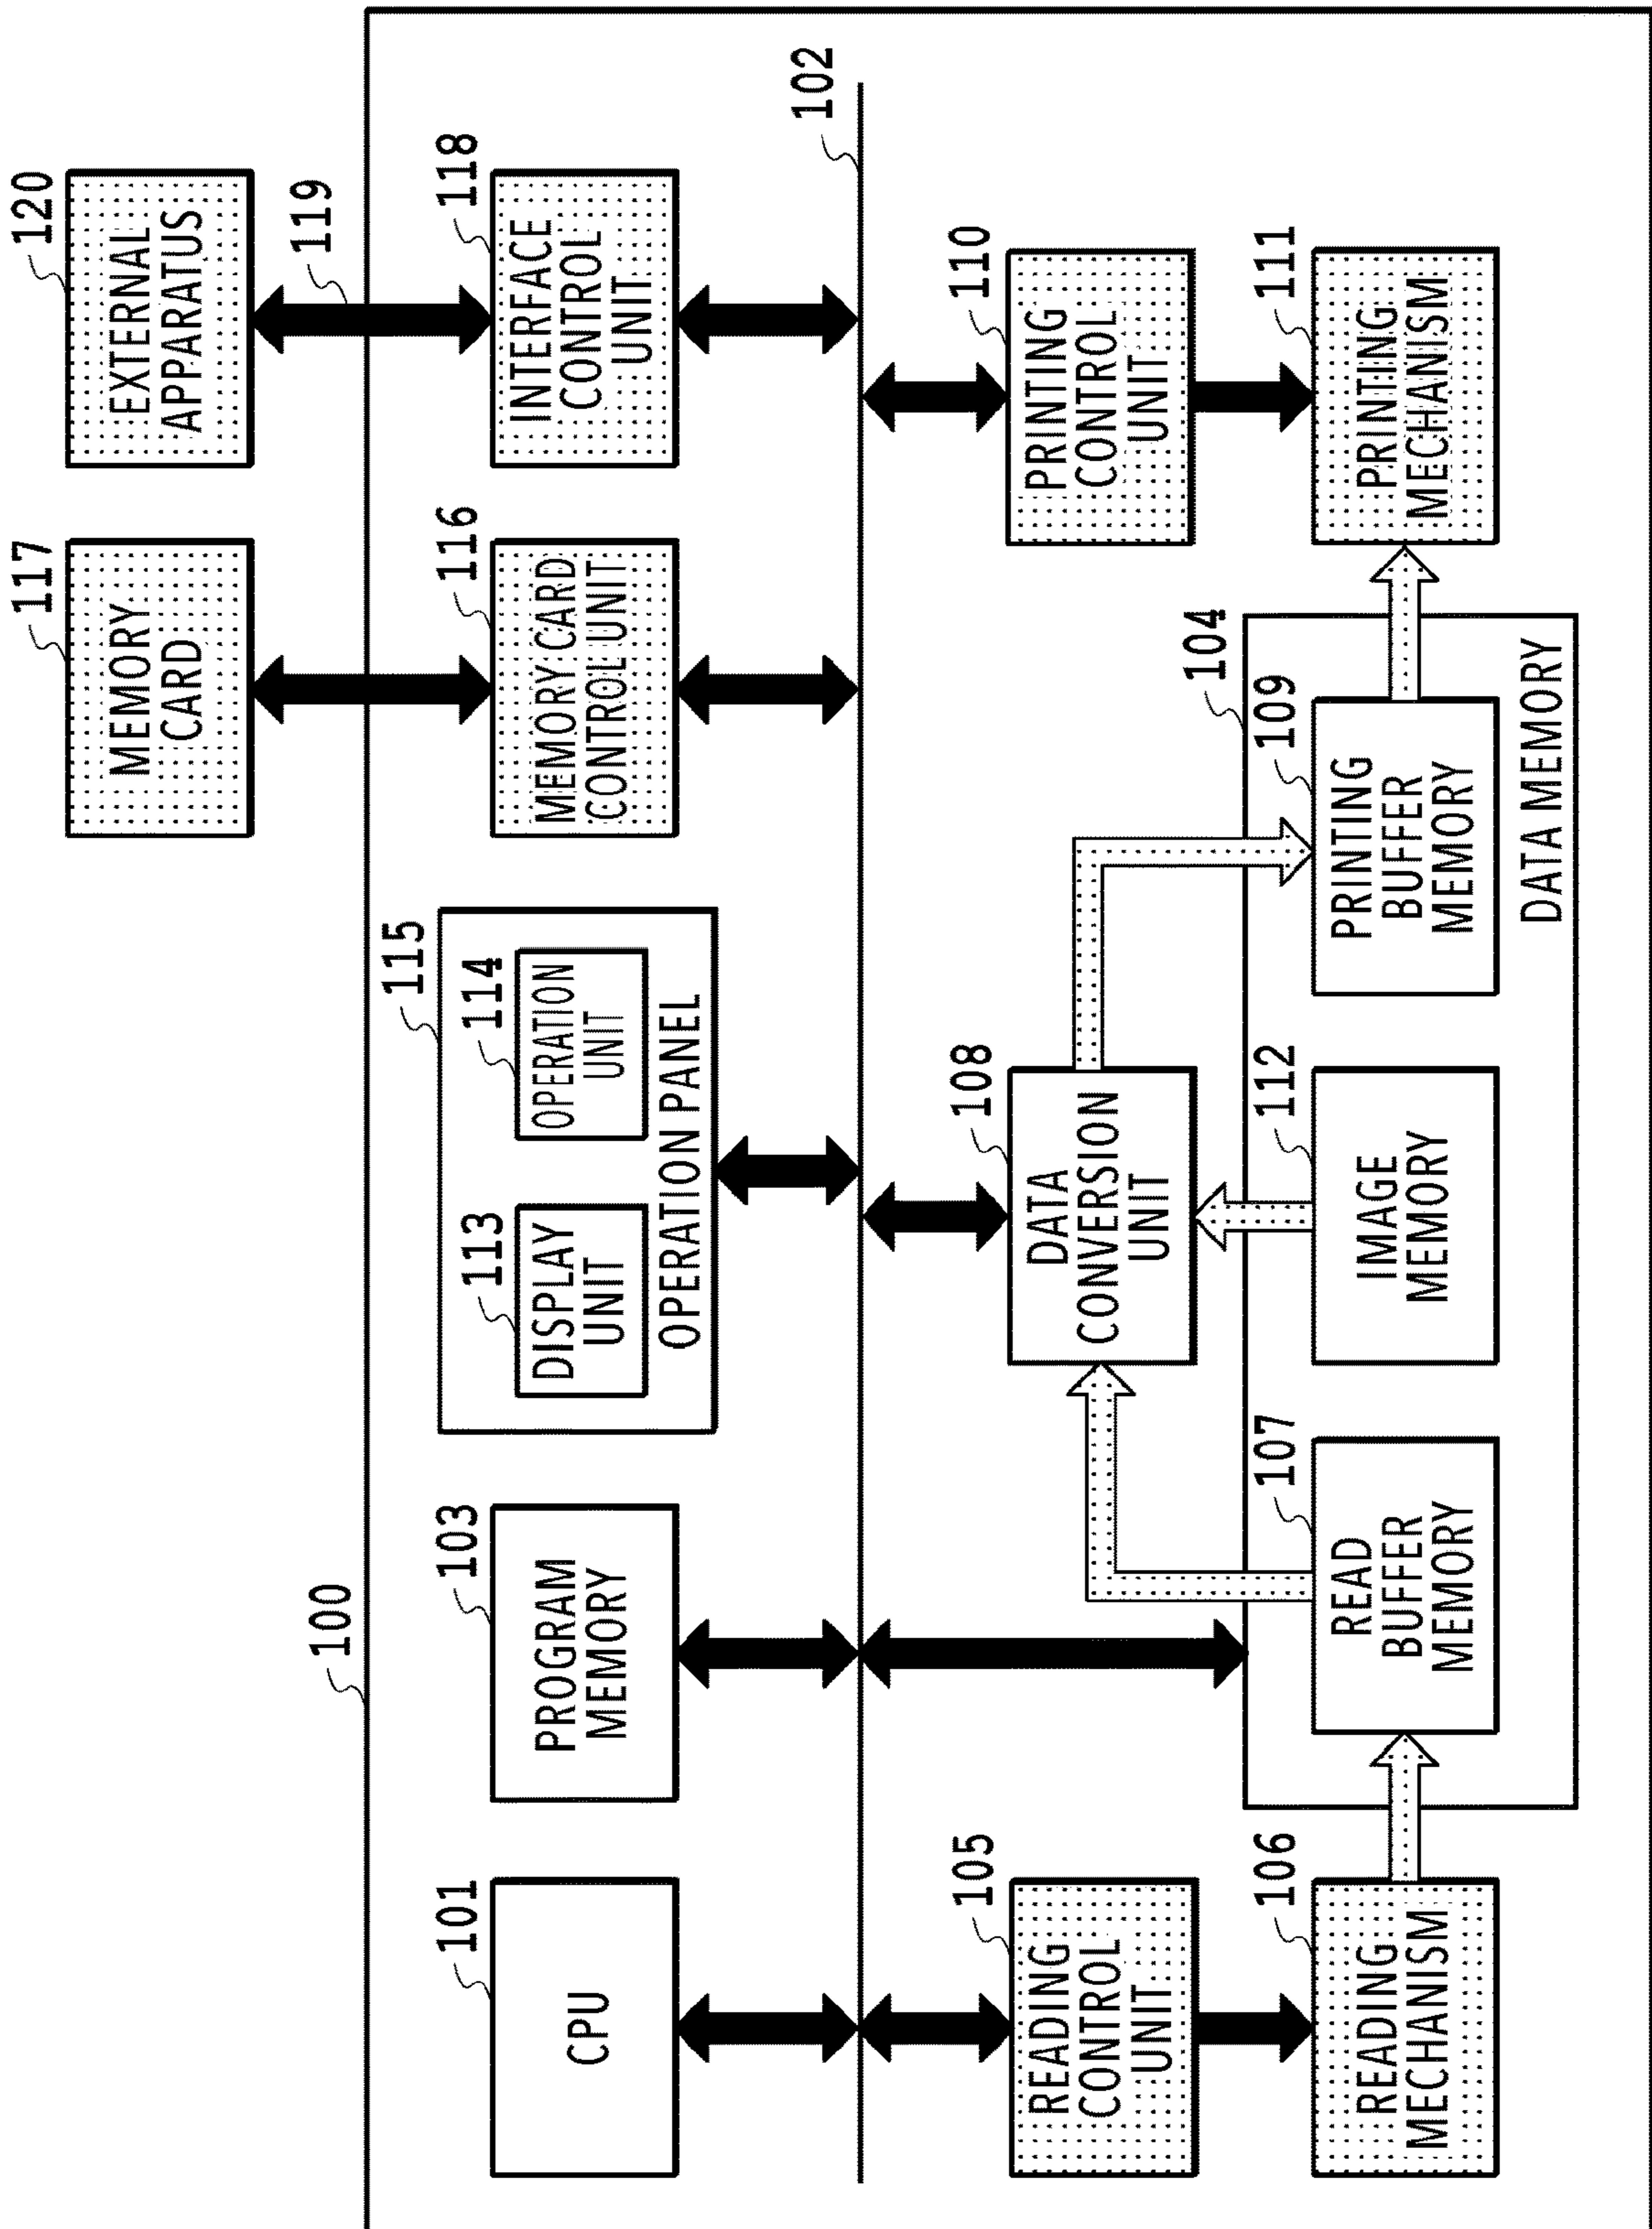 100
117
MEMORY
CARD
120
EXTERNAL
APPARATUS
119
101
CPU
103
PROGRAM
MEMORY
115
113
DISPLAY
UNIT
114
OPERATION
UNIT
OPERATION PANEL
116
MEMORY CARD
CONTROL UNIT
118
INTERFACE
CONTROL
UNIT
102
105
READING
CONTROL
UNIT
108
DATA
CONVERSION
UNIT
110
PRINTING
CONTROL
UNIT
104
106
READING
MECHANISM
107
READ
BUFFER
MEMORY
112
IMAGE
MEMORY
109
PRINTING
BUFFER
MEMORY
111
PRINTING
MECHANISM
DATA MEMORY